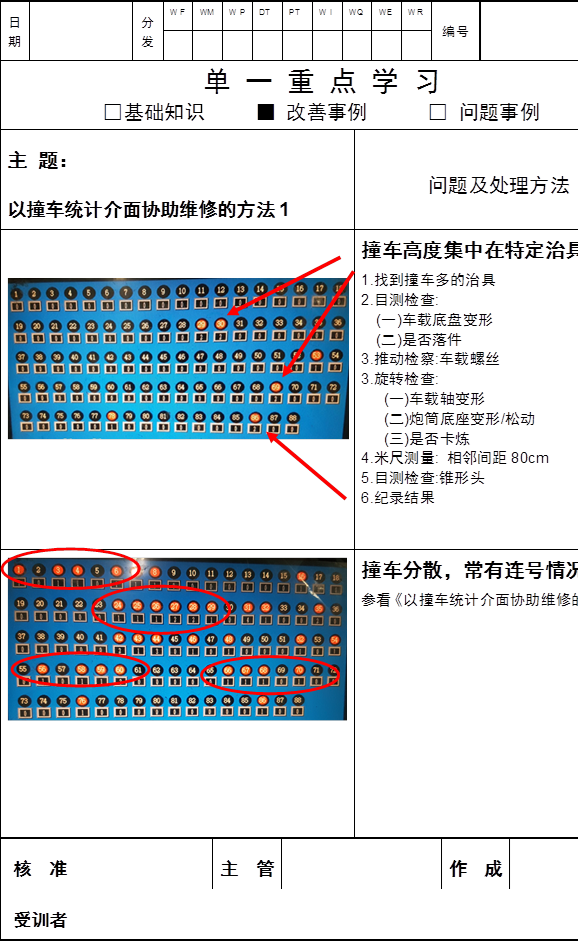 日期
分发
WF WM WP DT PT WI WQ WE WR
编号
单一重点学习
□基础知识 ■ 改善事例 □ 问题事例
主 题：
以撞车统计介面协助维修的方法1
问题及处理方法
撞车高度集中在特定治具
1.找到撞车多的治具
2.目测检查:
(一)车载底盘变形
(二)是否落件
3.推动检察:车载螺丝
3.旋转检查:
(一)车载轴变形
(二)炮筒底座变形/松动
(三)是否卡炼
4.米尺测量: 相邻间距80cm
5.目测检查:锥形头
6.纪录结果
1 2 3 4 5 6 7 8 9 10 11 12 13 14 15 16 17 18
19 20 21 22 23 24 25 26 27 28 29 30 31 32 33 34 35 36
37 38 39 40 41 42 43 44 45 46 47 48 49 50 51 52 53 54
55 56 57 58 59 60 61 62 63 64 65 66 67 68 69 70 71 72
73 74 75 76 77 78 79 80 81 82 83 84 85 86 87 88
撞车分散，常有连号情况
参看《以撞车统计介面协助维修的
1 2 3 4 5 6 7 8 9 10 11 12 13 14 15 16 17 18
19 20 21 22 23 24 25 26 27 28 29 30 31 32 33 34 35 36
37 38 39 40 41 42 43 44 45 46 47 48 49 50 51 52 53 54
55 56 57 58 59 60 61 62 63 64 65 66 67 68 69 70 71 72
73 74 75 76 77 78 79 80 81 82 83 84 85 86 87 88
核 准 主 管 作 成
受训者